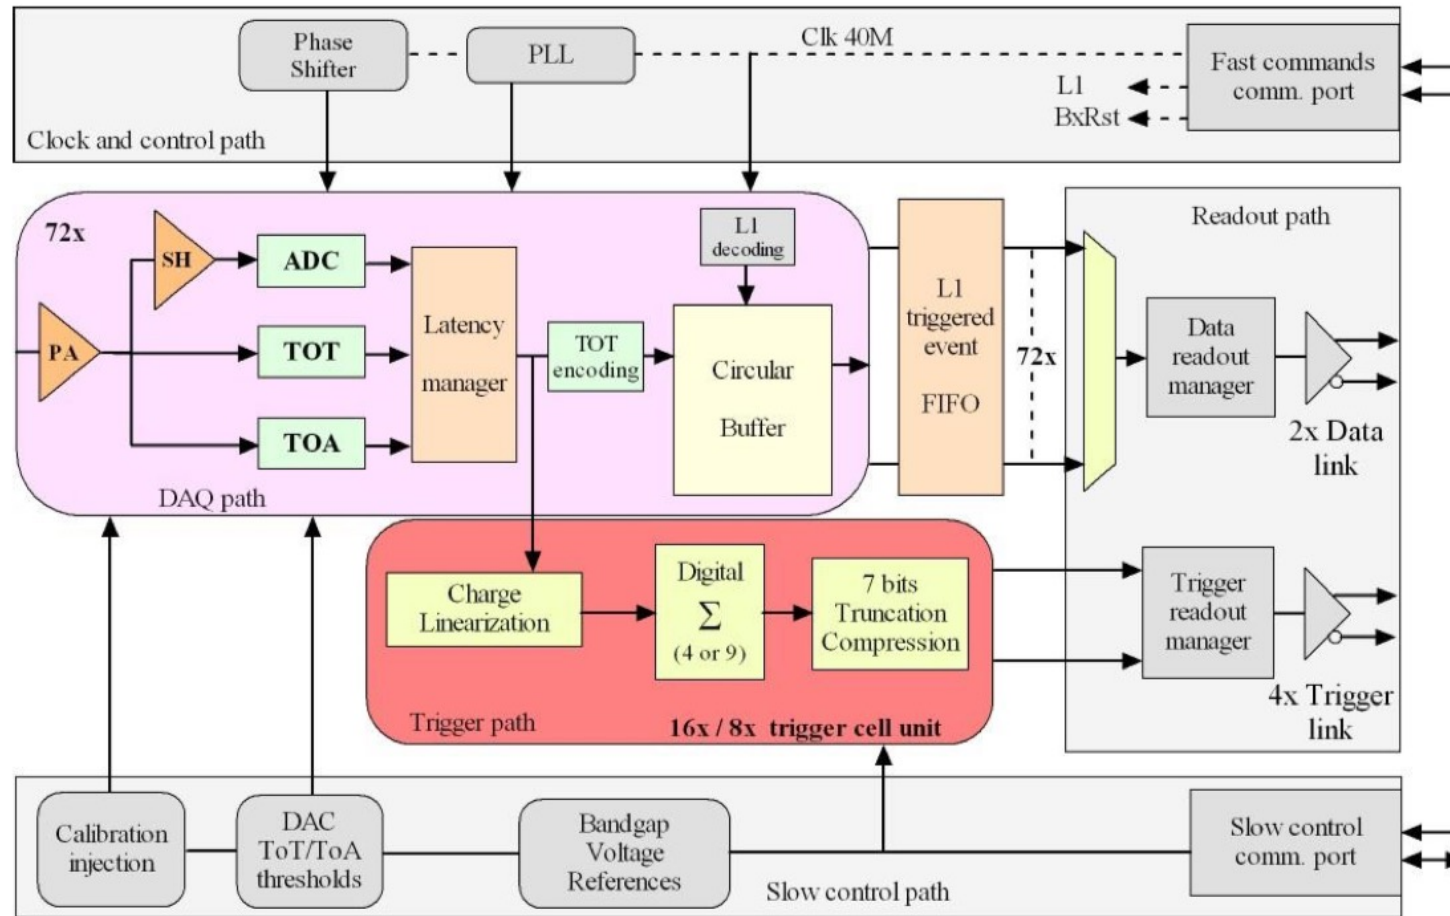 Phase
Shifter
PLL
Clk 40M
Fast commands
comm. port
L1
BxRst
Clock and control path
72x
SH
ADC
PA
TOT
TOA
Latency
manager
TOT
encoding
L1
decoding
Circular
Buffer
DAQ path
L1
triggered
event
FIFO
72x
Readout path
Data
readout
manager
2x Data
link
Charge
Linearization
Digital
Σ
(4 or 9)
7 bits
Truncation
Compression
Trigger path
16x / 8x trigger cell unit
Trigger
readout
manager
4x Trigger
link
Calibration
injection
DAC
ToT/ToA
thresholds
Bandgap
Voltage
References
Slow control path
Slow control
comm. port